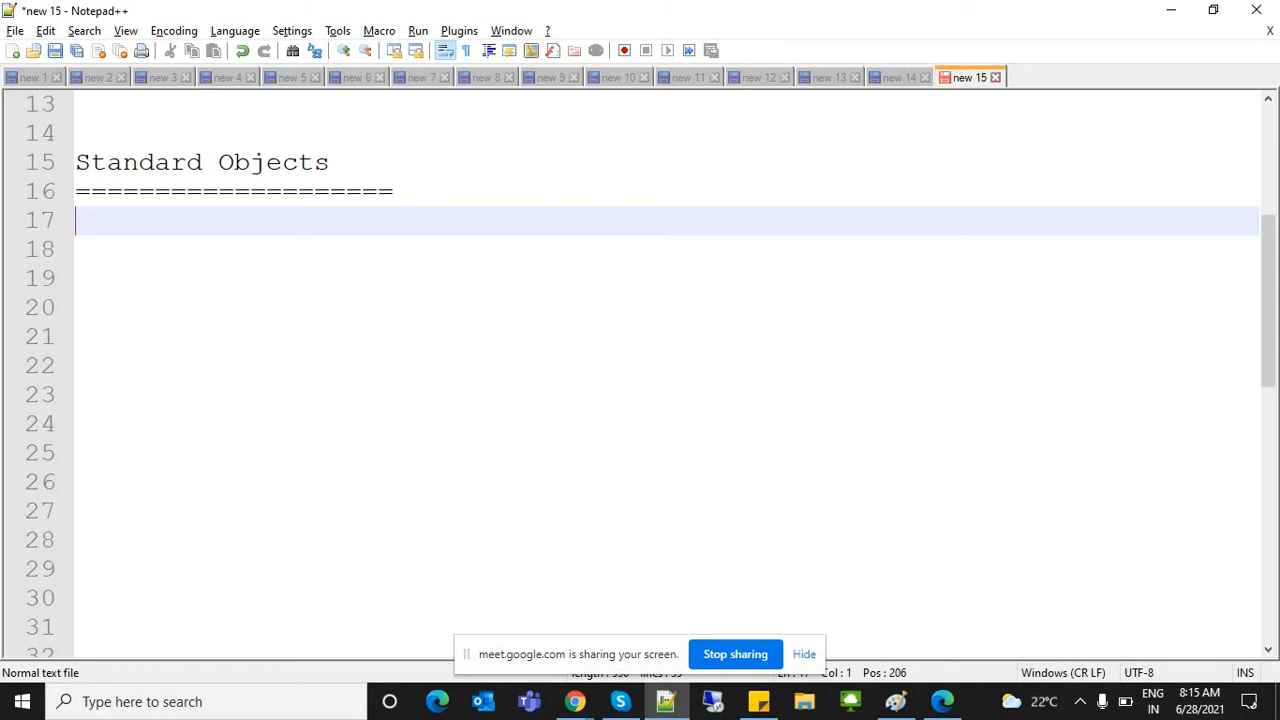 *new 15 - Notepad++
File Edit Search View Encoding Language Settings Tools Macro Run Plugins Window ? X
new 1 new 2 new 3 new 4 new 5 new 6 new 7 new 8 new 9 new 10 new 11 new 12 new 13 new 14 new 15
13
14
15 Standard Objects
16 ====================
17
18
19
20
21
22
23
24
25
26
27
28
29
30
31
32
meet.google.com is sharing your screen. Stop sharing Hide
Normal text file Col : 1 Pos : 206 Windows (CR LF) UTF-8 INS
Type here to search 22°C ENG IN 8:15 AM 6/28/2021